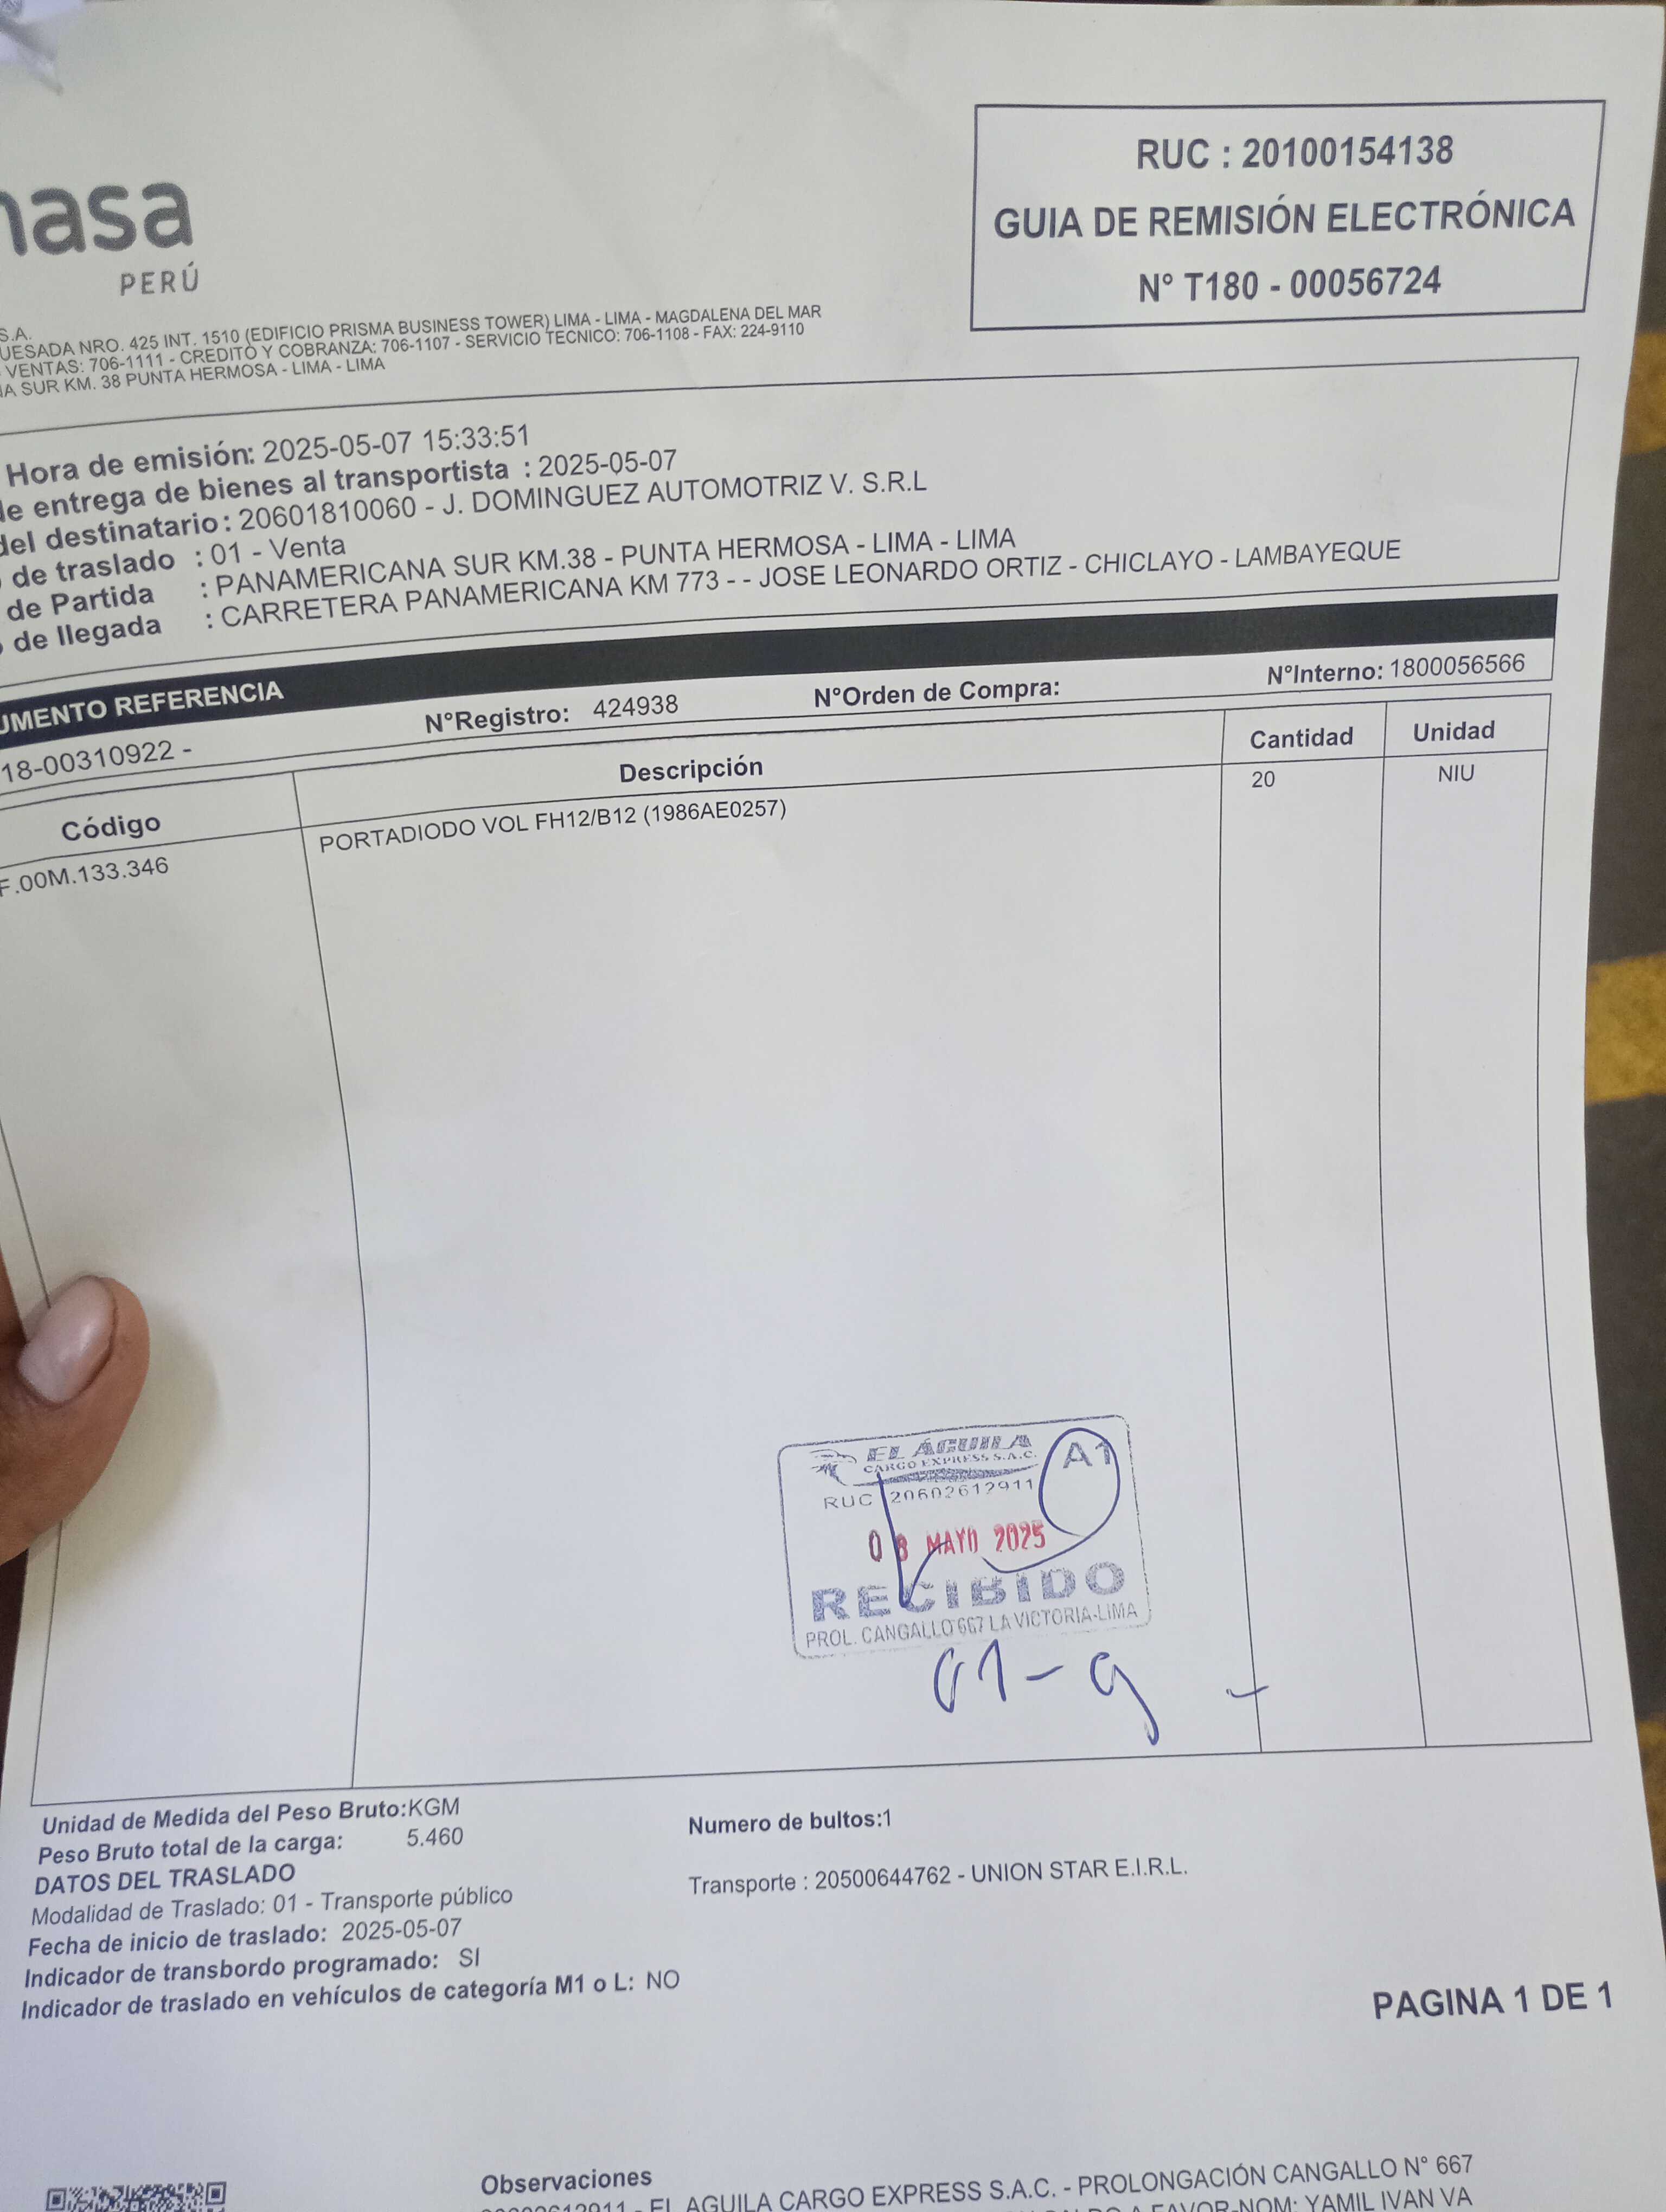 RUC : 20100154138
GUIA DE REMISIÓN ELECTRÓNICA
N° T180 - 00056724
nasa
PERÚ
S.A.
UESADA NRO. 425 INT. 1510 (EDIFICIO PRISMA BUSINESS TOWER) LIMA - LIMA - MAGDALENA DEL MAR
VENTAS: 706-1111 - CREDITO Y COBRANZA: 706-1107 - SERVICIO TECNICO: 706-1108 - FAX: 224-9110
A SUR KM. 38 PUNTA HERMOSA - LIMA - LIMA
Hora de emisión: 2025-05-07 15:33:51
de entrega de bienes al transportista : 2025-05-07
del destinatario : 20601810060 - J. DOMINGUEZ AUTOMOTRIZ V. S.R.L
de traslado : 01 - Venta
de Partida : PANAMERICANA SUR KM.38 - PUNTA HERMOSA - LIMA - LIMA
de llegada : CARRETERA PANAMERICANA KM 773 - - JOSE LEONARDO ORTIZ - CHICLAYO - LAMBAYEQUE
UMENTO REFERENCIA
18-00310922 - N°Registro: 424938 N°Orden de Compra: N°Interno: 1800056566
Código Descripción Cantidad Unidad
F.00M.133.346 PORTADIODO VOL FH12/B12 (1986AE0257) 20 NIU
EL ÁGUILA
CARGO EXPRESS S.A.C.
A1
RUC 20602612911
08 MAYO 2025
RECIBIDO
PROL. CANGALLO 667 LA VICTORIA-LIMA
01-g
Unidad de Medida del Peso Bruto:KGM
Peso Bruto total de la carga: 5.460 Numero de bultos:1
DATOS DEL TRASLADO
Modalidad de Traslado: 01 - Transporte público Transporte : 20500644762 - UNION STAR E.I.R.L.
Fecha de inicio de traslado: 2025-05-07
Indicador de transbordo programado: SI
Indicador de traslado en vehículos de categoría M1 o L: NO
PAGINA 1 DE 1
Observaciones
EL AGUILA CARGO EXPRESS S.A.C. - PROLONGACIÓN CANGALLO N° 667
A FAVOR-NOM: YAMIL IVAN VA